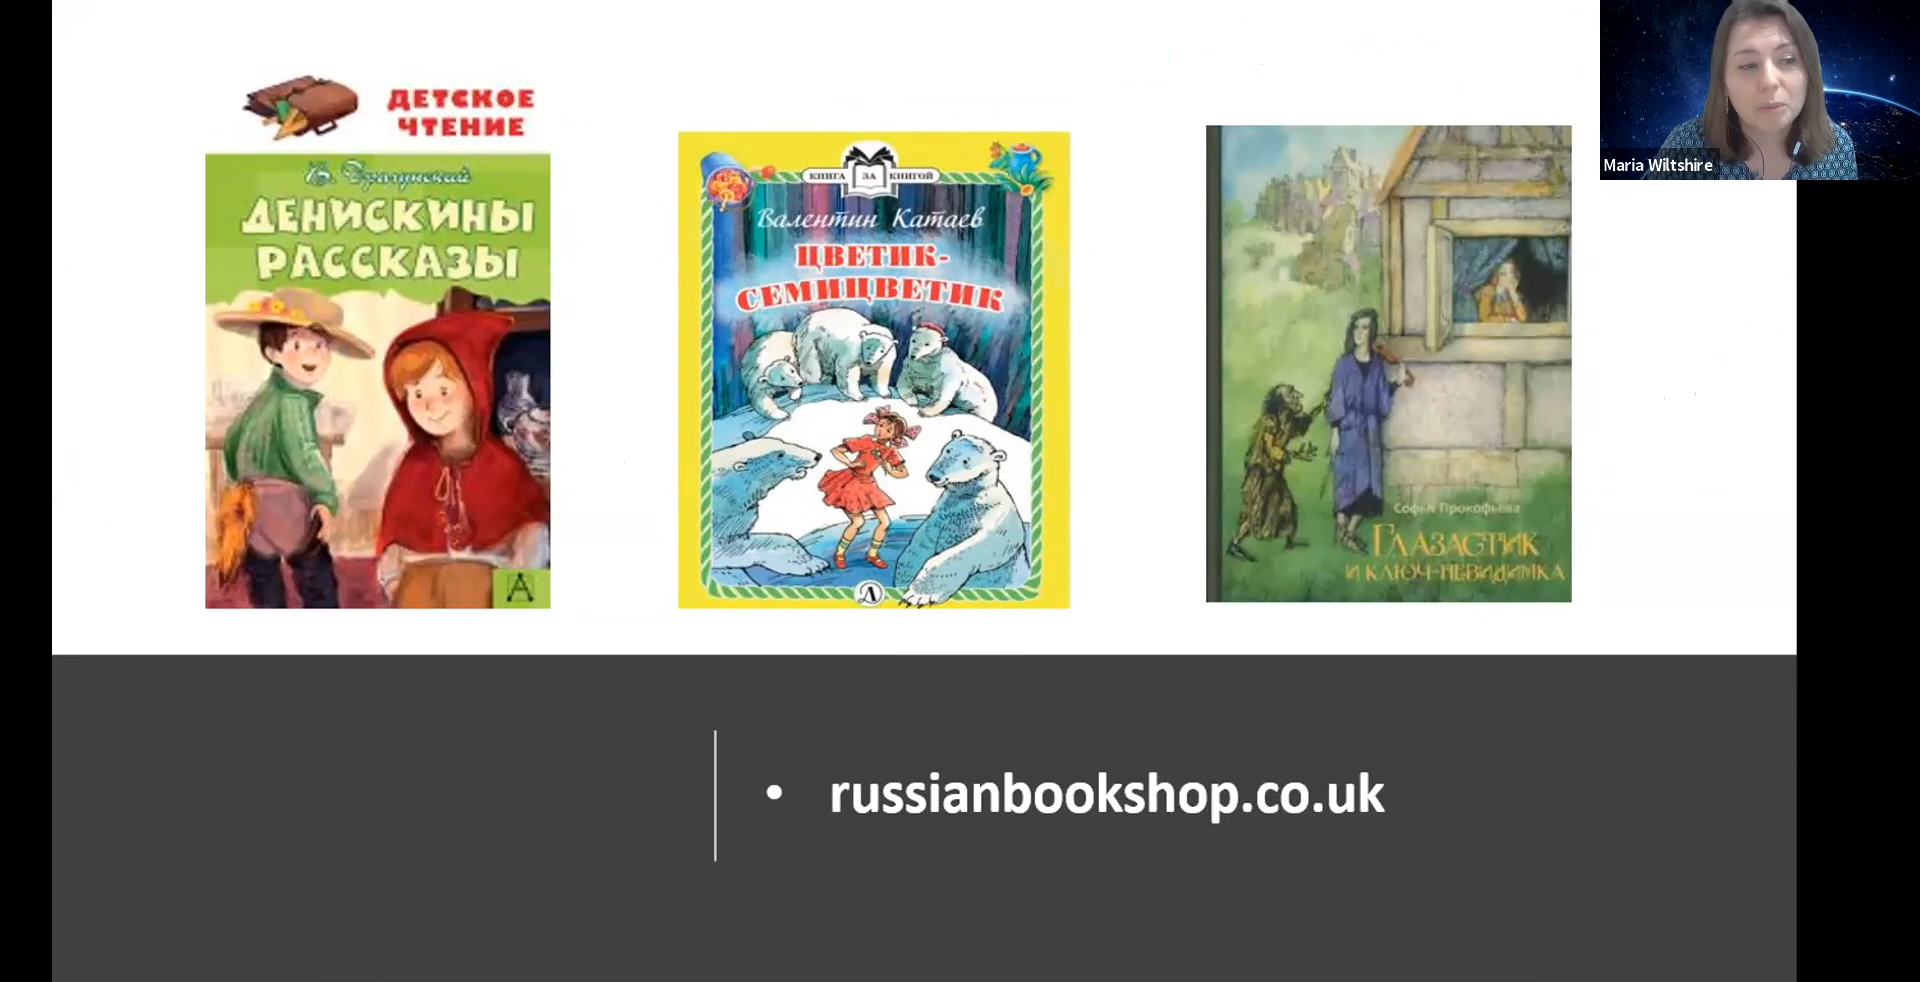 ДЕТСКОЕ
ЧТЕНИЕ
В. Драгунский
ДЕНИСКИНЫ
РАССКАЗЫ
КНИГА ЗА КНИГОЙ
Валентин Катаев
ЦВЕТИК-
СЕМИЦВЕТИК
Д
Софья Прокофьева
ГЛАЗАСТИК
И КЛЮЧ-НЕВИДИМКА
Maria Wiltshire
• russianbookshop.co.uk